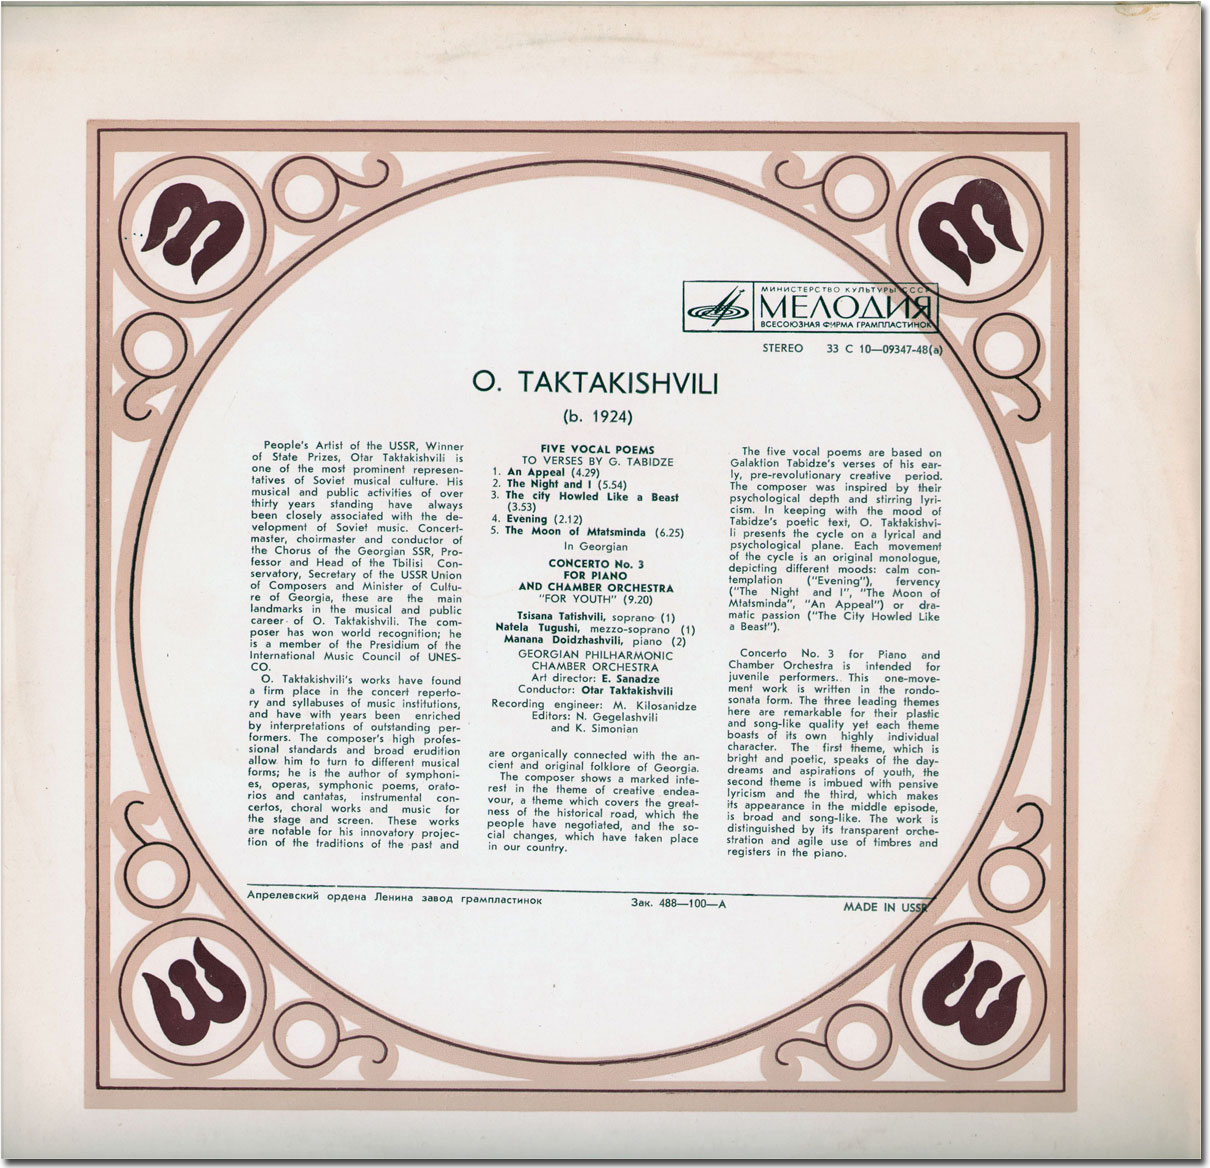 МИНИСТЕРСТВО КУЛЬТУРЫ СССР
МЕЛОДИЯ
ВСЕСОЮЗНАЯ ФИРМА ГРАМПЛАСТИНОК
STEREO 33 С 10—09347-48(а)
O. TAKTAKISHVILI
(b. 1924)
People's Artist of the USSR, Winner
of State Prizes, Otar Taktakishvili is
one of the most prominent represen-
tatives of Soviet musical culture. His
musical and public activities of over
thirty years standing have always
been closely associated with the de-
velopment of Soviet music. Concert-
master, choirmaster and conductor of
the Chorus of the Georgian SSR, Pro-
fessor and Head of the Tbilisi Con-
servatory, Secretary of the USSR Union
of Composers and Minister of Cultu-
re of Georgia, these are the main
landmarks in the musical and public
career of O. Taktakishvili. The com-
poser has won world recognition; he
is a member of the Presidium of the
International Music Council of UNES-
CO.
O. Taktakishvili's works have found
a firm place in the concert reperto-
ry and syllabuses of music institutions,
and have with years been enriched
by interpretations of outstanding per-
formers. The composer's high profes-
sional standards and broad erudition
allow him to turn to different musical
forms; he is the author of symphoni-
es, operas, symphonic poems, orato-
rios and cantatas, instrumental con-
certos, choral works and music for
the stage and screen. These works
are notable for his innovatory projec-
tion of the traditions of the past and
FIVE VOCAL POEMS
TO VERSES BY G. TABIDZE
1. An Appeal (4.29)
2. The Night and I (5.54)
3. The city Howled Like a Beast
(3.53)
4. Evening (2.12)
5. The Moon of Mtatsminda (6.25)
In Georgian
CONCERTO No. 3
FOR PIANO
AND CHAMBER ORCHESTRA
"FOR YOUTH" (9.20)
Tsisana Tatishvili, soprano (1)
Natela Tugushi, mezzo-soprano (1)
Manana Doidzhashvili, piano (2)
GEORGIAN PHILHARMONIC
CHAMBER ORCHESTRA
Art director: E. Sanadze
Conductor: Otar Taktakishvili
Recording engineer: M. Kilosanidze
Editors: N. Gegelashvili
and K. Simonian
are organically connected with the an-
cient and original folklore of Georgia.
The composer shows a marked inte-
rest in the theme of creative endea-
vour, a theme which covers the great-
ness of the historical road, which the
people have negotiated, and the so-
cial changes, which have taken place
in our country.
The five vocal poems are based on
Galaktion Tabidze's verses of his ear-
ly, pre-revolutionary creative period.
The composer was inspired by their
psychological depth and stirring lyri-
cism. In keeping with the mood of
Tabidze's poetic text, O. Taktakishvi-
li presents the cycle on a lyrical and
psychological plane. Each movement
of the cycle is an original monologue,
depicting different moods: calm con-
templation ("Evening"), fervency
("The Night and I", "The Moon of
Mtatsminda", "An Appeal") or dra-
matic passion ("The City Howled Like
a Beast").
Concerto No. 3 for Piano and
Chamber Orchestra is intended for
juvenile performers. This one-move-
ment work is written in the rondo-
sonata form. The three leading themes
here are remarkable for their plastic
and song-like quality yet each theme
boasts of its own highly individual
character. The first theme, which is
bright and poetic, speaks of the day-
dreams and aspirations of youth, the
second theme is imbued with pensive
lyricism and the third, which makes
its appearance in the middle episode,
is broad and song-like. The work is
distinguished by its transparent orche-
stration and agile use of timbres and
registers in the piano.
Апрелевский ордена Ленина завод грампластинок Зак. 488—100—А MADE IN USSR